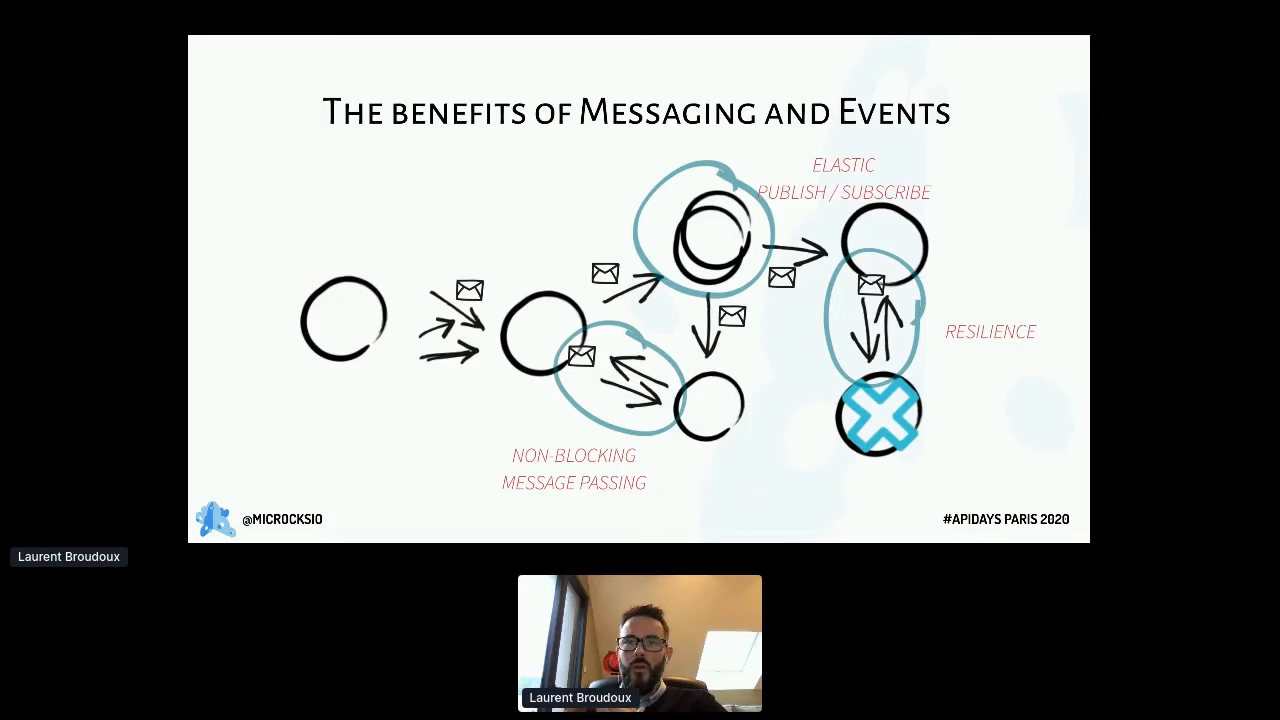 The benefits of Messaging and Events
ELASTIC
PUBLISH / SUBSCRIBE
RESILIENCE
NON-BLOCKING
MESSAGE PASSING
@MICROCKSIO
#APIDAYS PARIS 2020
Laurent Broudoux
Laurent Broudoux